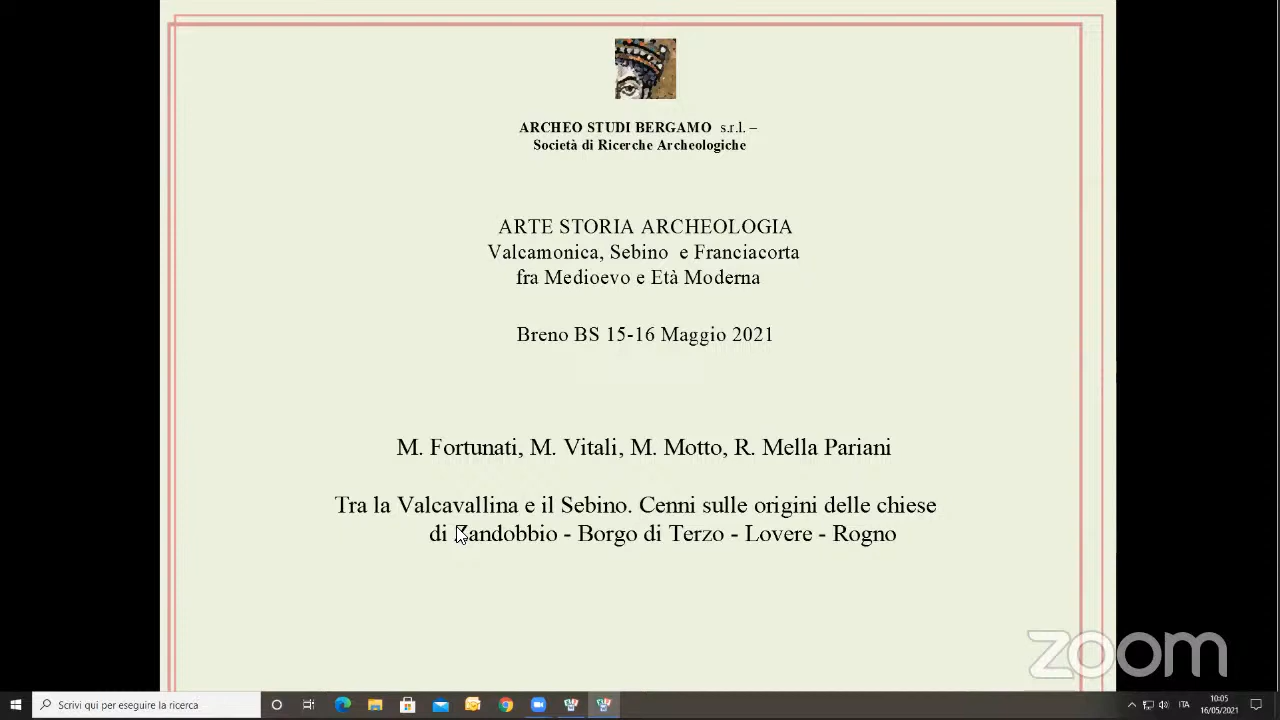 ARCHEO STUDI BERGAMO s.r.l. –
Società di Ricerche Archeologiche
ARTE STORIA ARCHEOLOGIA
Valcamonica, Sebino e Franciacorta
fra Medioevo e Età Moderna
Breno BS 15-16 Maggio 2021
M. Fortunati, M. Vitali, M. Motto, R. Mella Pariani
Tra la Valcavallina e il Sebino. Cenni sulle origini delle chiese
di Zandobbio - Borgo di Terzo - Lovere - Rogno
zoom
Scrivi qui per eseguire la ricerca
ITA
10:05
16/05/2021